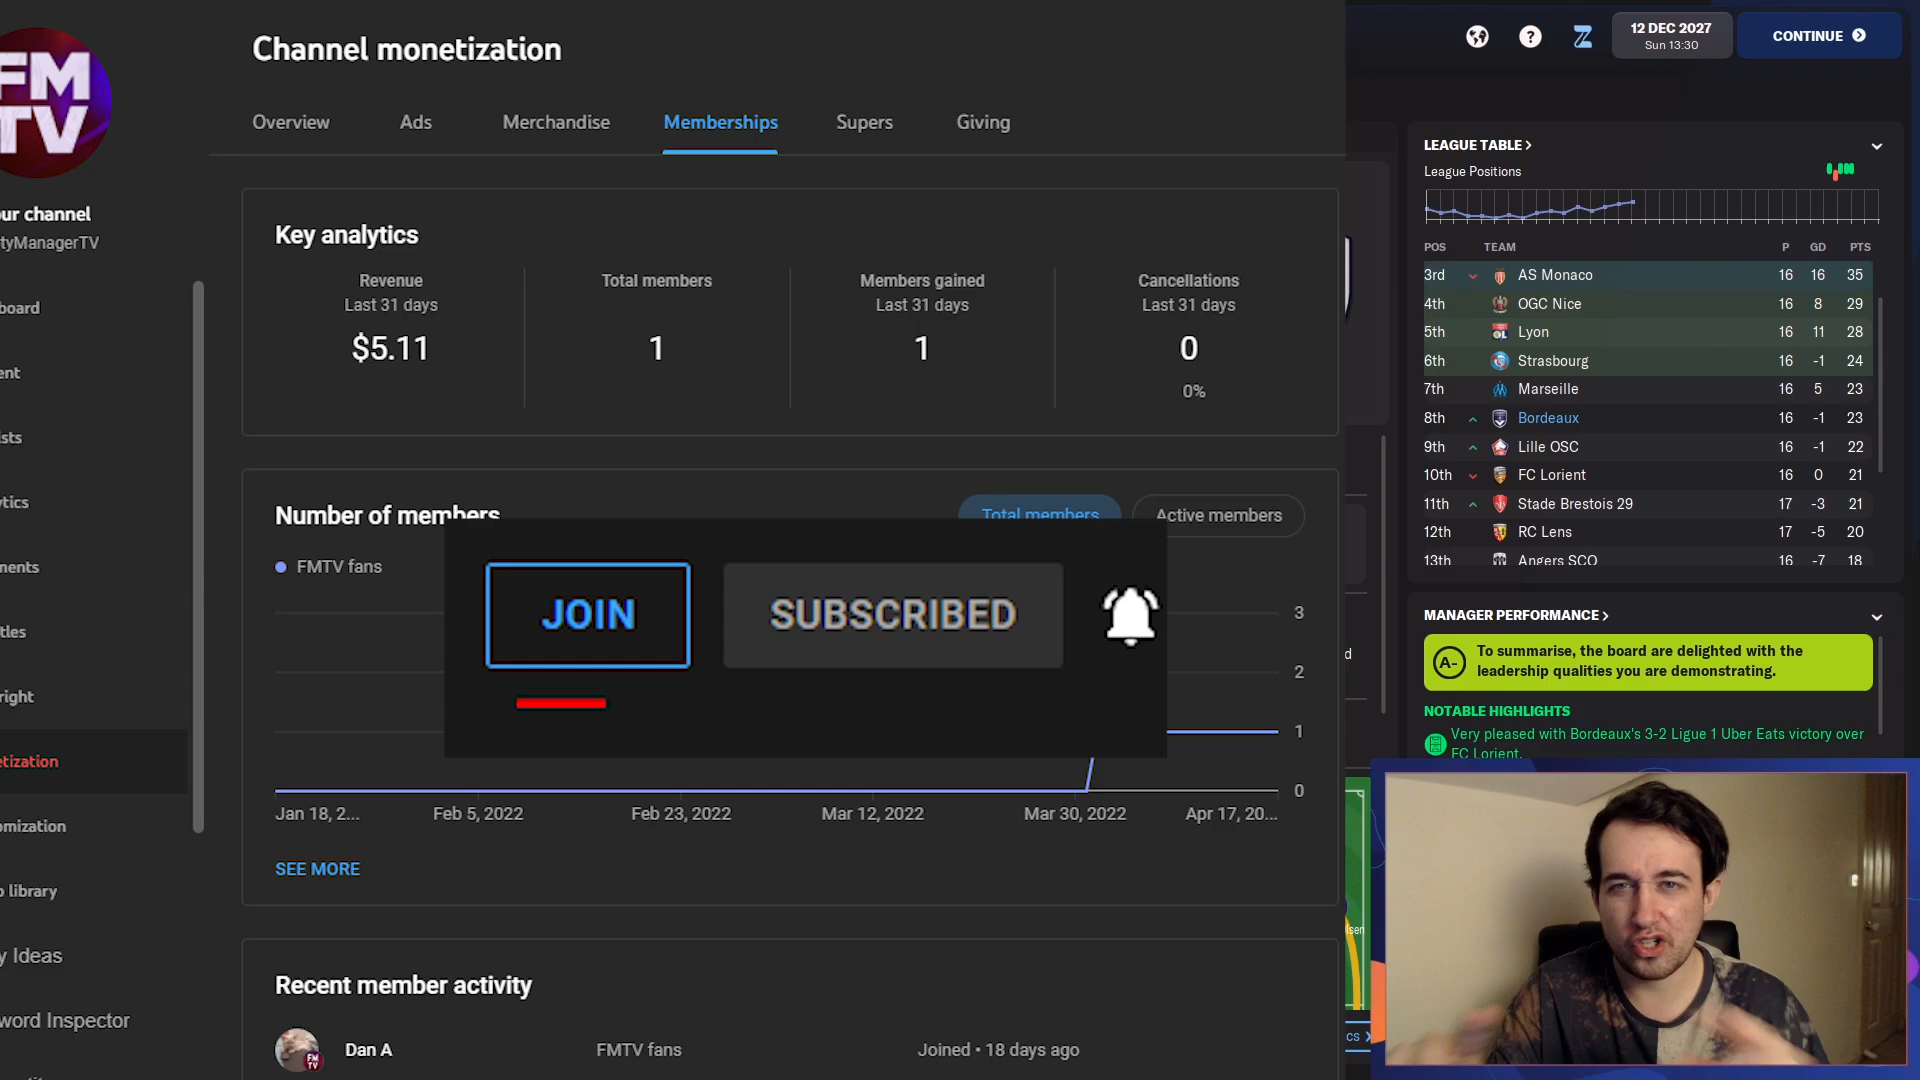 FM
TV
our channel
tyManagerTV
board
ent
ists
tics
ments
tles
right
etization
omization
o library
y Ideas
word Inspector
Channel monetization
Overview
Ads
Merchandise
Memberships
Supers
Giving
Key analytics
Revenue
Last 31 days
$5.11
Total members
1
Members gained
Last 31 days
1
Cancellations
Last 31 days
0
0%
Number of members
Total members
Active members
FMTV fans
JOIN
SUBSCRIBED
3
2
1
0
Jan 18, 2...
Feb 5, 2022
Feb 23, 2022
Mar 12, 2022
Mar 30, 2022
Apr 17, 20...
SEE MORE
Recent member activity
Dan A
FMTV fans
Joined • 18 days ago
12 DEC 2027
Sun 13:30
CONTINUE
LEAGUE TABLE >
League Positions
POS TEAM P GD PTS
3rd AS Monaco 16 16 35
4th OGC Nice 16 8 29
5th Lyon 16 11 28
6th Strasbourg 16 -1 24
7th Marseille 16 5 23
8th Bordeaux 16 -1 23
9th Lille OSC 16 -1 22
10th FC Lorient 16 0 21
11th Stade Brestois 29 17 -3 21
12th RC Lens 17 -5 20
13th Angers SCO 16 -7 18
MANAGER PERFORMANCE >
A-
To summarise, the board are delighted with the
leadership qualities you are demonstrating.
NOTABLE HIGHLIGHTS
Very pleased with Bordeaux's 3-2 Ligue 1 Uber Eats victory over
FC Lorient.
d
lsen
cs >